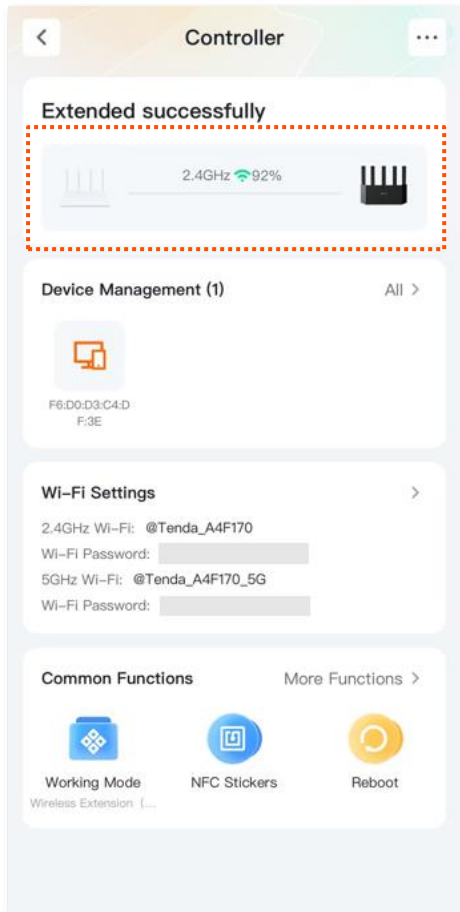 Controller
Extended successfully
2.4GHz 92%
Device Management (1) All >
F6:D0:D3:C4:D
F:3E
Wi-Fi Settings >
2.4GHz Wi-Fi: @Tenda_A4F170
Wi-Fi Password:
5GHz Wi-Fi: @Tenda_A4F170_5G
Wi-Fi Password:
Common Functions More Functions >
Working Mode NFC Stickers Reboot
Wireless Extension (...